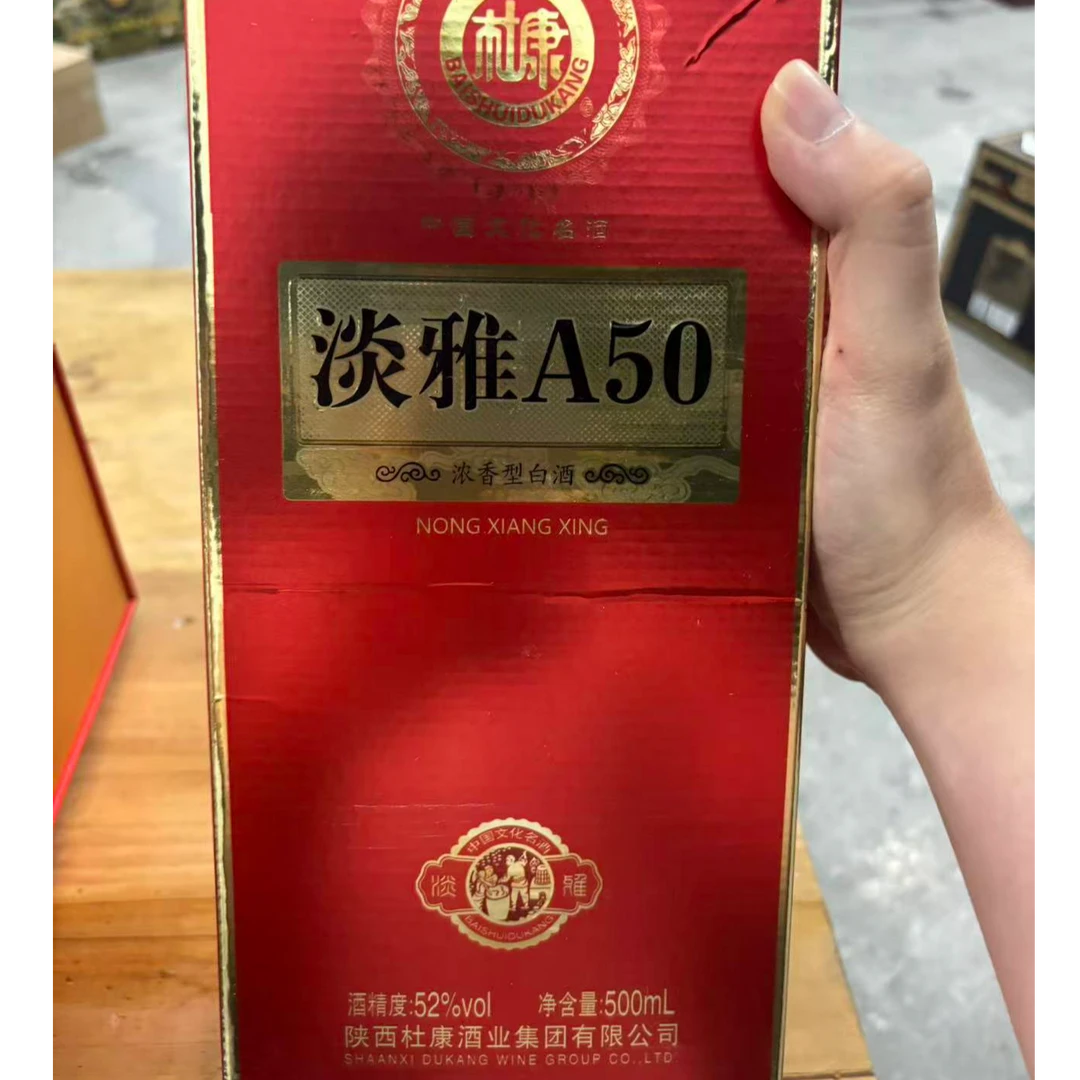 杜康
BAISHUIDUKANG
中国文化名酒
淡雅A50
浓香型白酒
NONG XIANG XING
中国文化名酒
淡 雅
BAISHUIDUKANG
酒精度:52%vol 净含量:500mL
陕西杜康酒业集团有限公司
SHAANXI DUKANG WINE GROUP CO.,LTD.